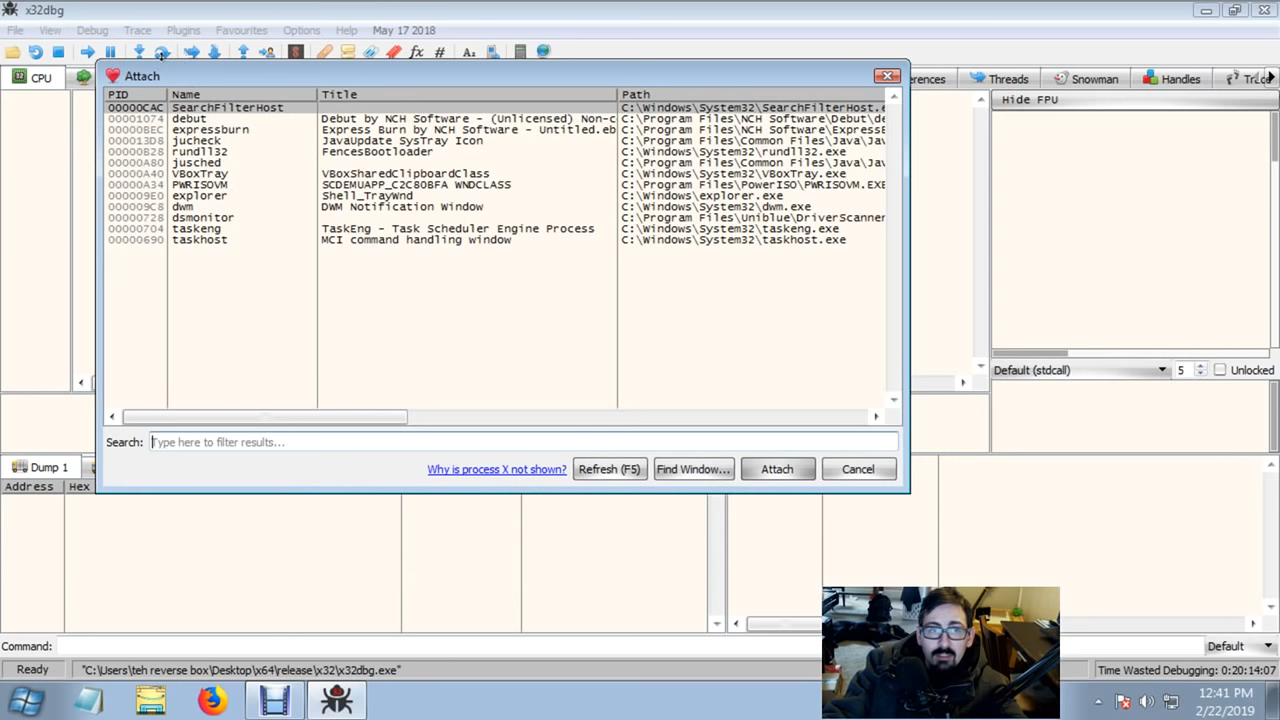 x32dbg
File View Debug Trace Plugins Favourites Options Help May 17 2018
CPU
Threads Snowman Handles
Hide FPU
Attach
PID Name Title Path
00000CAC SearchFilterHost C:\Windows\System32\SearchFilterHost.e
00001074 debut Debut by NCH Software - (Unlicensed) Non-c C:\Program Files\NCH Software\Debut\de
00000BEC expressburn Express Burn by NCH Software - Untitled.eb C:\Program Files\NCH Software\ExpressB
000013D8 jucheck JavaUpdate SysTray Icon C:\Program Files\Common Files\Java\Jav
00000B28 rundll32 FencesBootloader C:\Windows\System32\rundll32.exe
00000A80 jusched C:\Program Files\Common Files\Java\Jav
00000A40 VBoxTray VBoxSharedClipboardClass C:\Windows\System32\VBoxTray.exe
00000A34 PWRISOVM SCDEMUAPP_C2C80BFA WNDCLASS C:\Program Files\PowerISO\PWRISOVM.EXE
000009E0 explorer Shell_TrayWnd C:\Windows\explorer.exe
000009C8 dwm DWM Notification Window C:\Windows\System32\dwm.exe
00000728 dsmonitor C:\Program Files\Uniblue\DriverScanner
00000704 taskeng TaskEng - Task Scheduler Engine Process C:\Windows\System32\taskeng.exe
00000690 taskhost MCI command handling window C:\Windows\System32\taskhost.exe
Default (stdcall) 5 Unlocked
Search: Type here to filter results...
Why is process X not shown? Refresh (F5) Find Window... Attach Cancel
Dump 1
Address Hex
Command: Default
Ready "C:\Users\teh reverse box\Desktop\x64\release\x32\x32dbg.exe" Time Wasted Debugging: 0:20:14:07
12:41 PM
2/22/2019